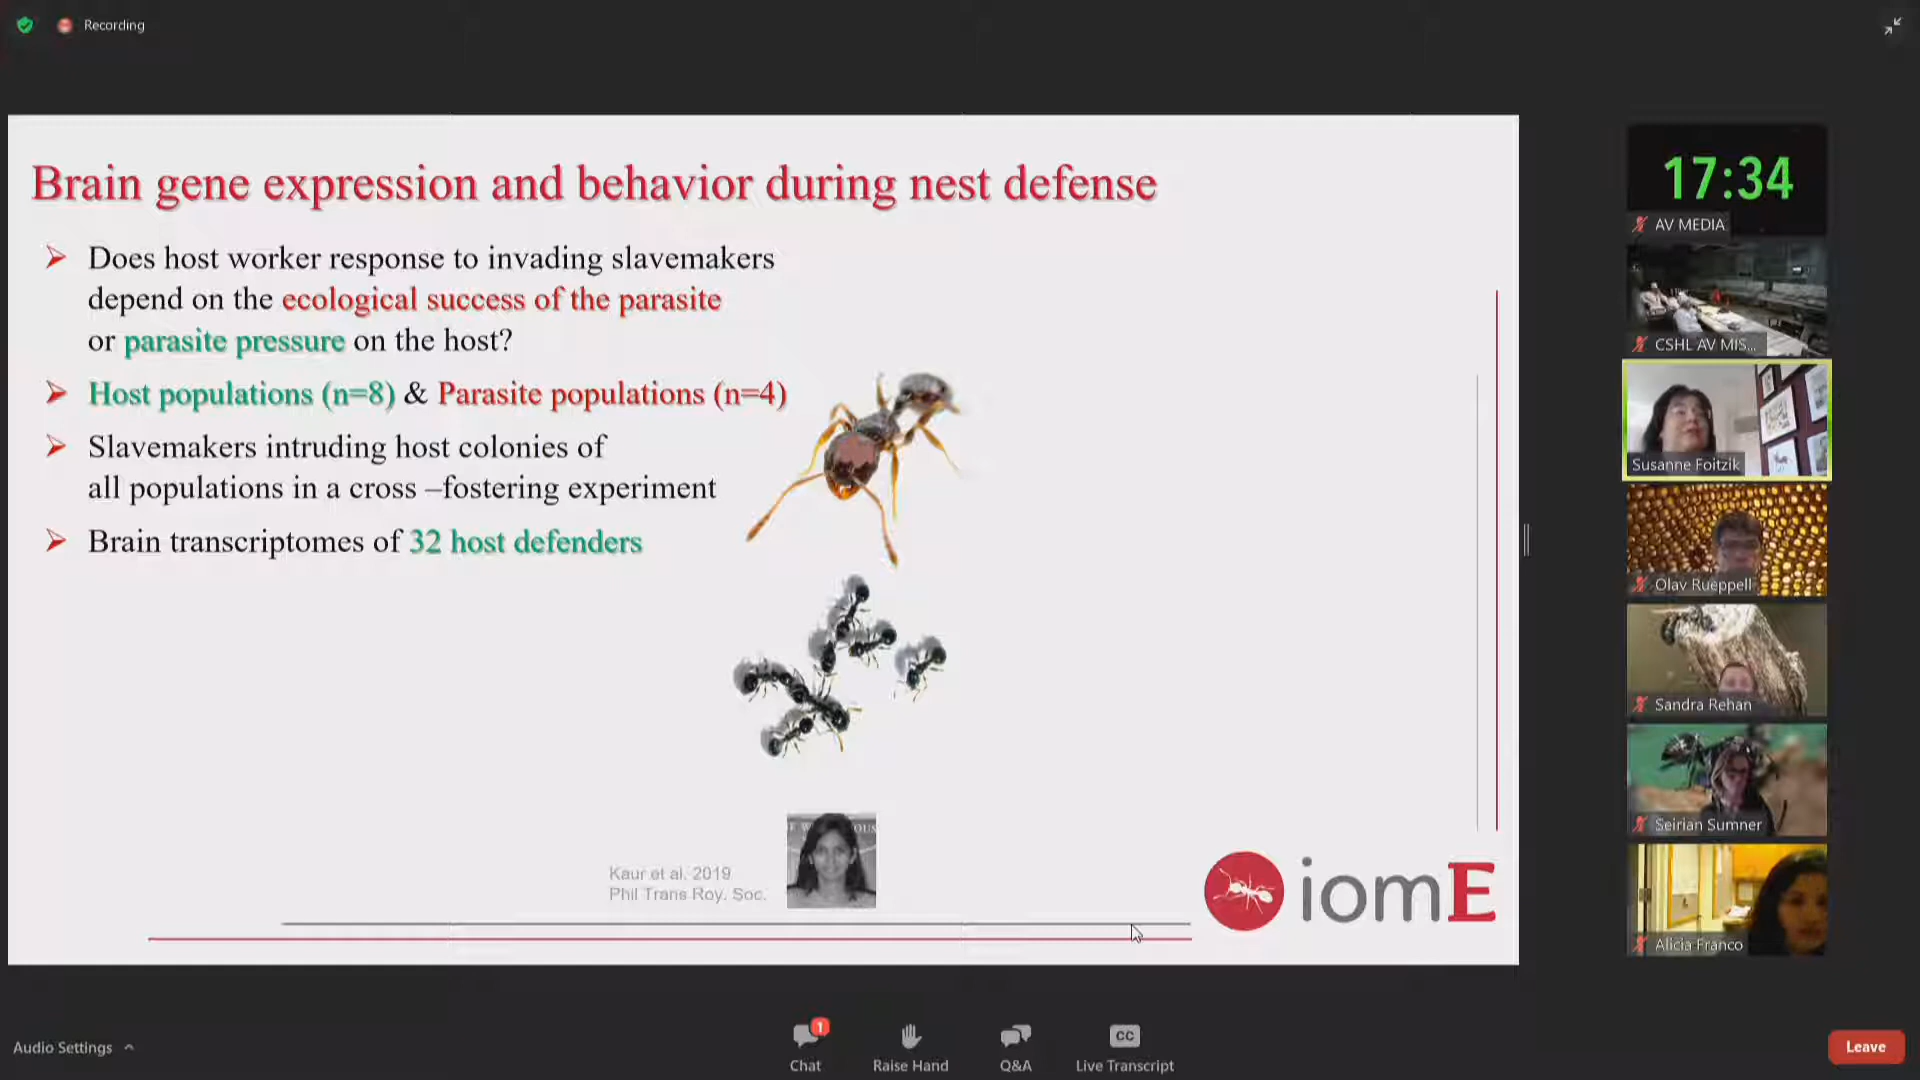 Recording
Brain gene expression and behavior during nest defense
Does host worker response to invading slavemakers
depend on the ecological success of the parasite
or parasite pressure on the host?
Host populations (n=8) & Parasite populations (n=4)
Slavemakers intruding host colonies of
all populations in a cross –fostering experiment
Brain transcriptomes of 32 host defenders
Kaur et al. 2019
Phil Trans Roy. Soc.
iomE
17:34
AV MEDIA
CSHL AV MIS...
Susanne Foitzik
Olav Rueppell
Sandra Rehan
Seirian Sumner
Alicia Franco
Audio Settings
1
Chat
Raise Hand
Q&A
CC
Live Transcript
Leave